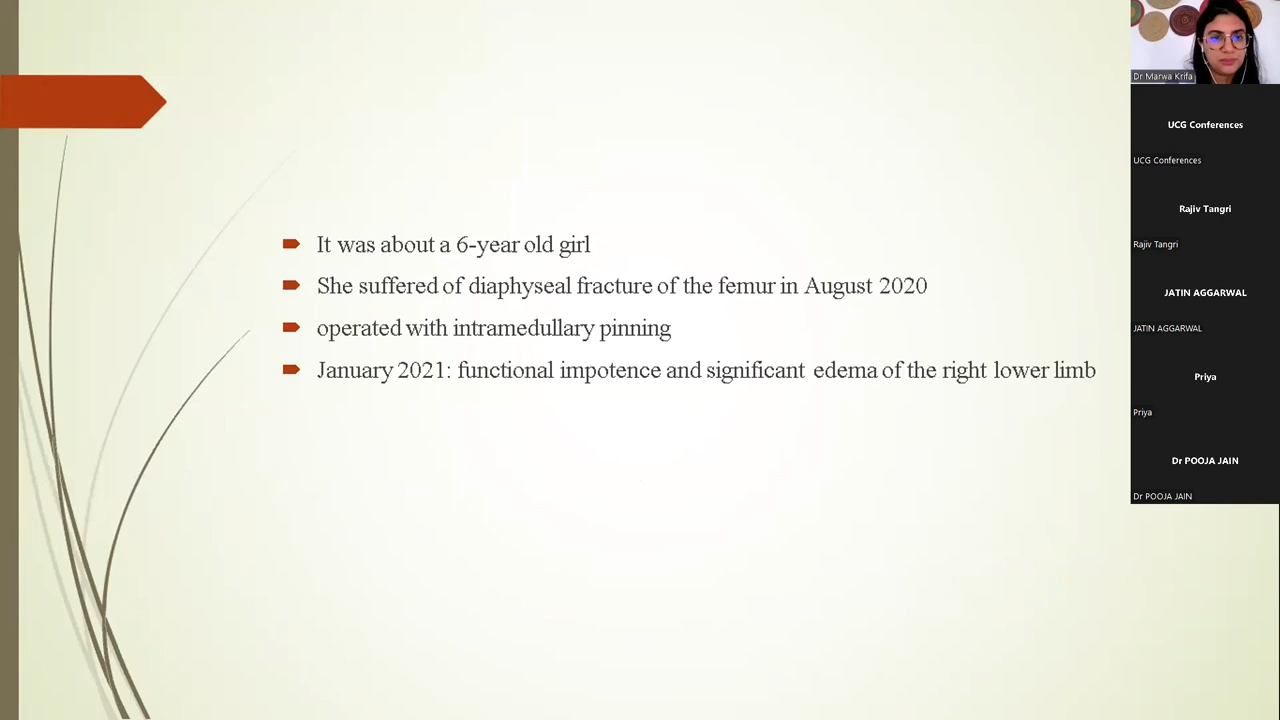 It was about a 6-year old girl
She suffered of diaphyseal fracture of the femur in August 2020
operated with intramedullary pinning
January 2021: functional impotence and significant edema of the right lower limb
Dr Marwa Krifa
UCG Conferences
UCG Conferences
Rajiv Tangri
Rajiv Tangri
JATIN AGGARWAL
JATIN AGGARWAL
Priya
Priya
Dr POOJA JAIN
Dr POOJA JAIN